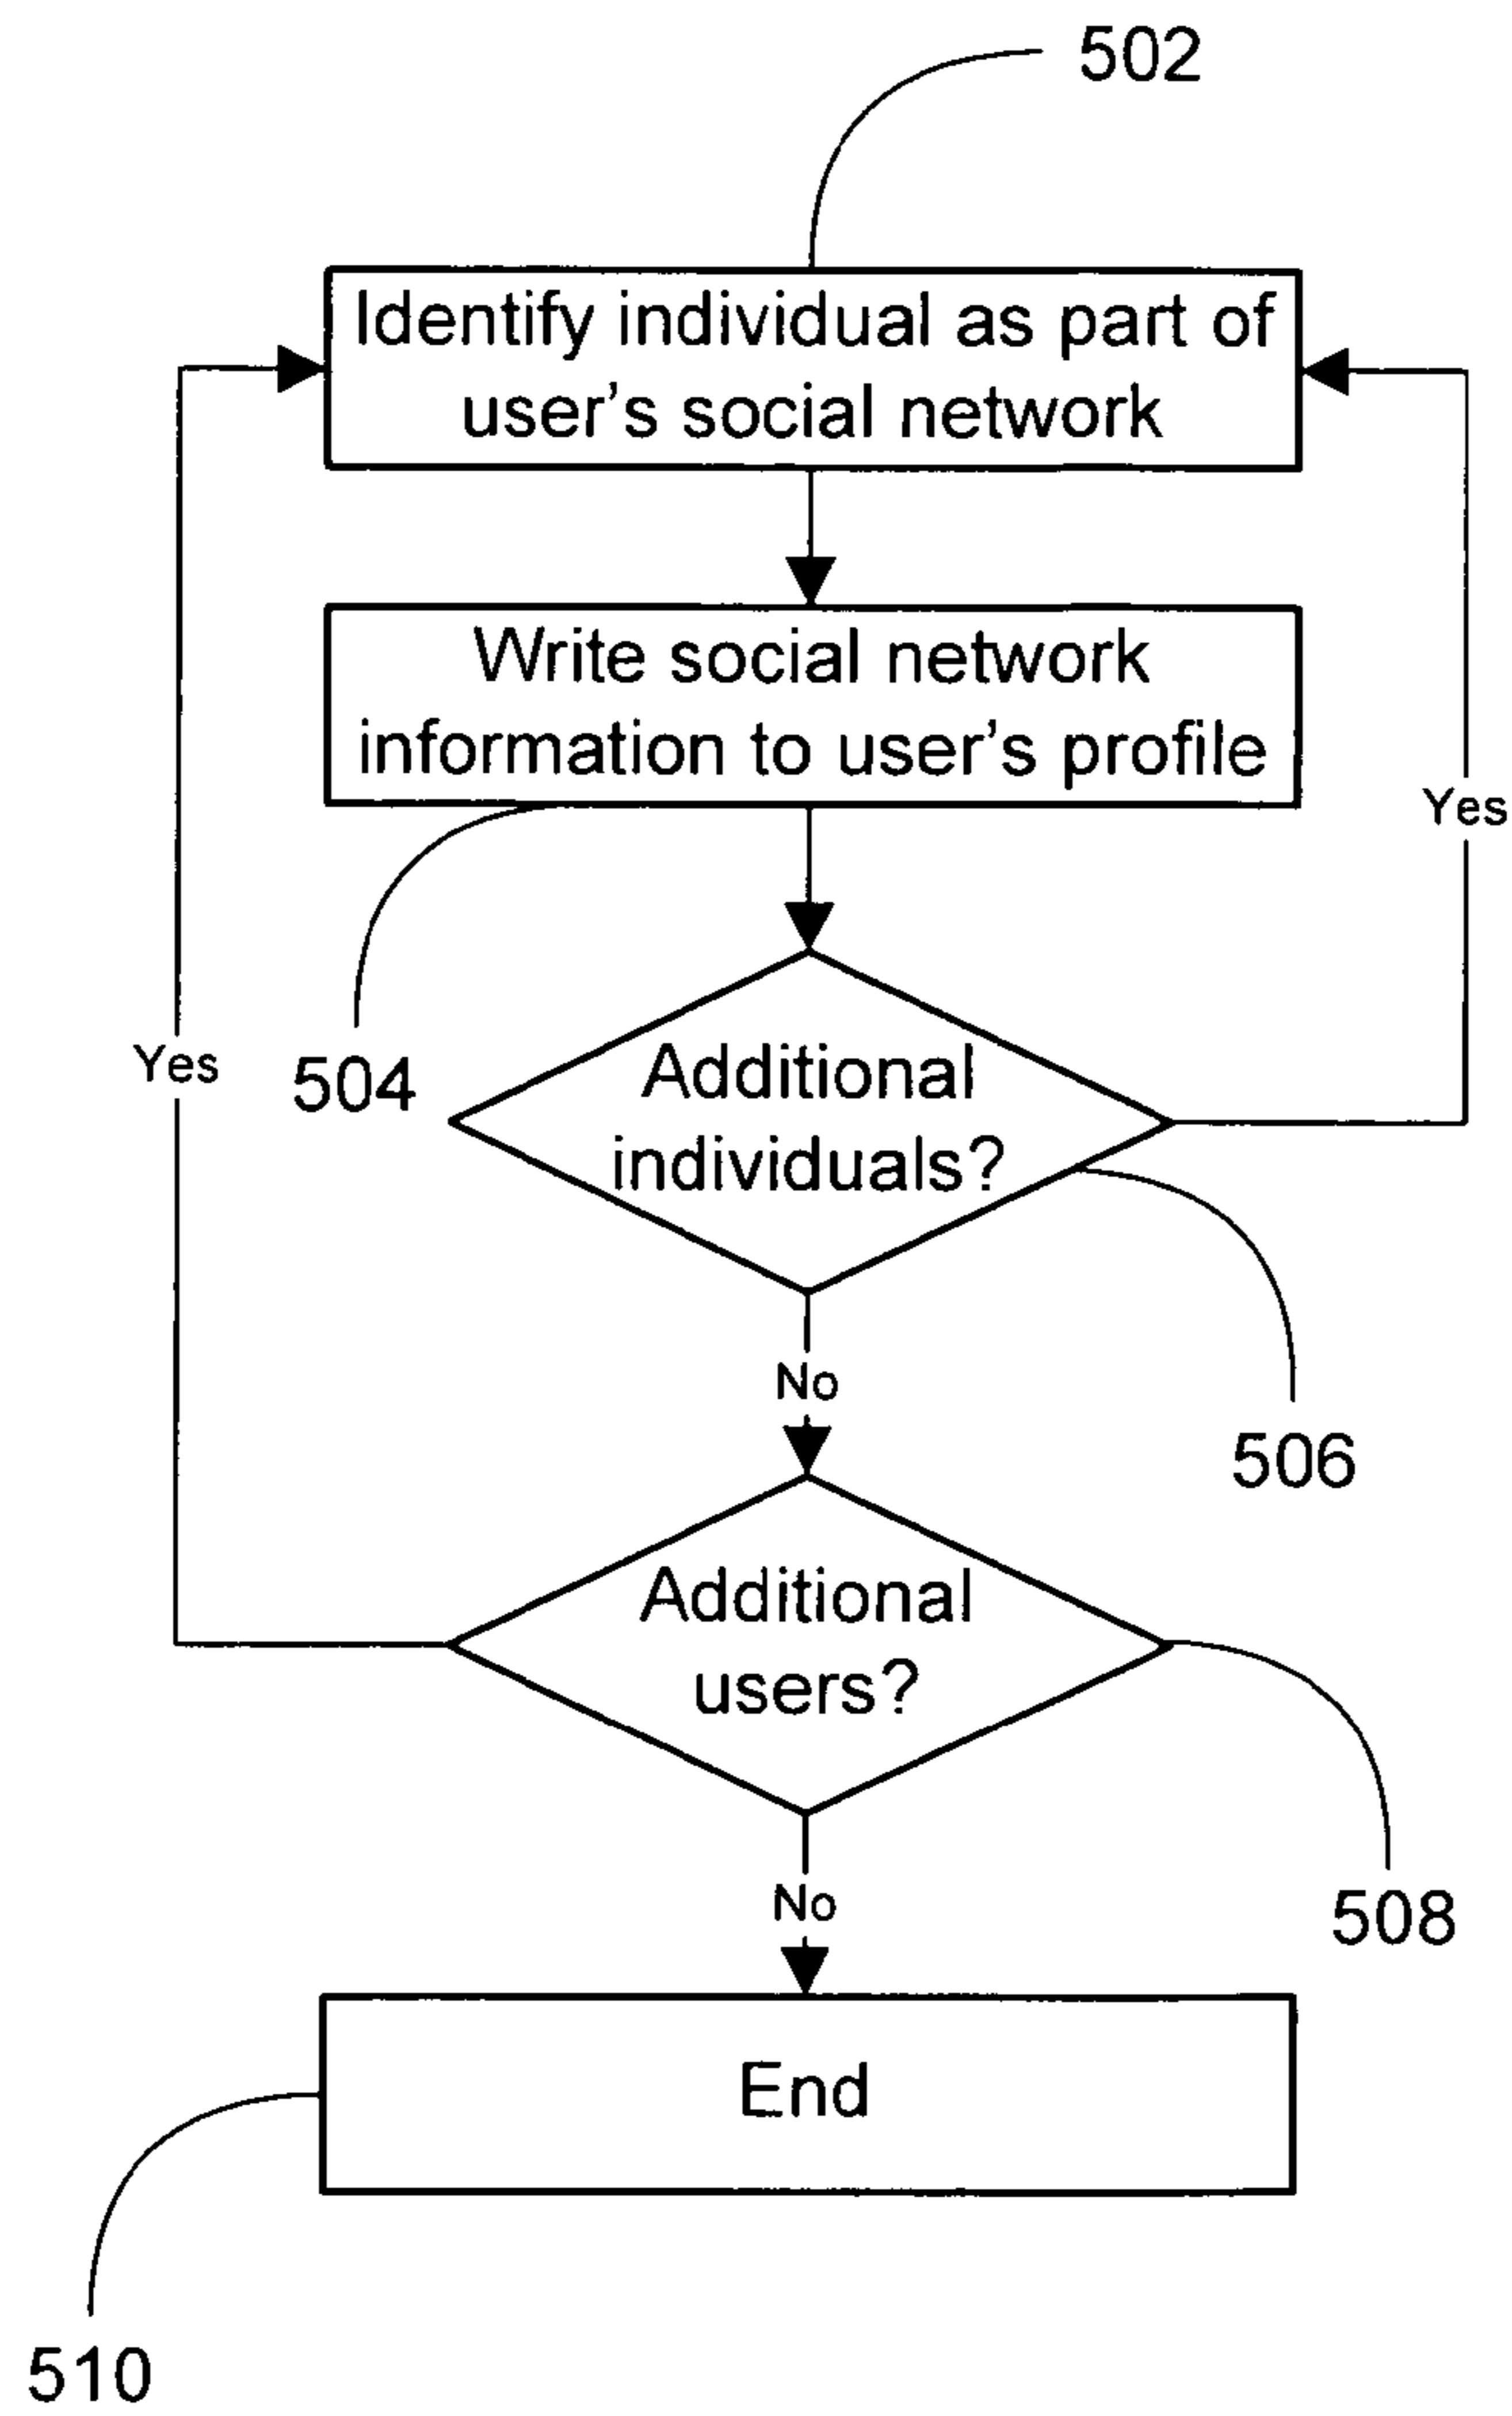 502
Identify individual as part of
user's social network
Write social network
information to user's profile
Yes
Yes
504
Additional
individuals?
No
506
Additional
users?
No
508
End
510